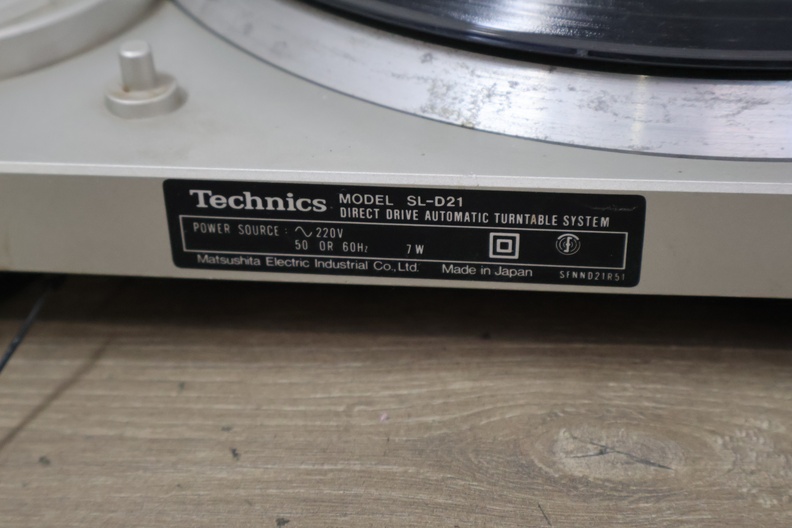 Technics MODEL SL-D21
DIRECT DRIVE AUTOMATIC TURNTABLE SYSTEM
POWER SOURCE : ∿ 220V
50 OR 60Hz 7W
Matsushita Electric Industrial Co., Ltd. Made in Japan SFNND21R51